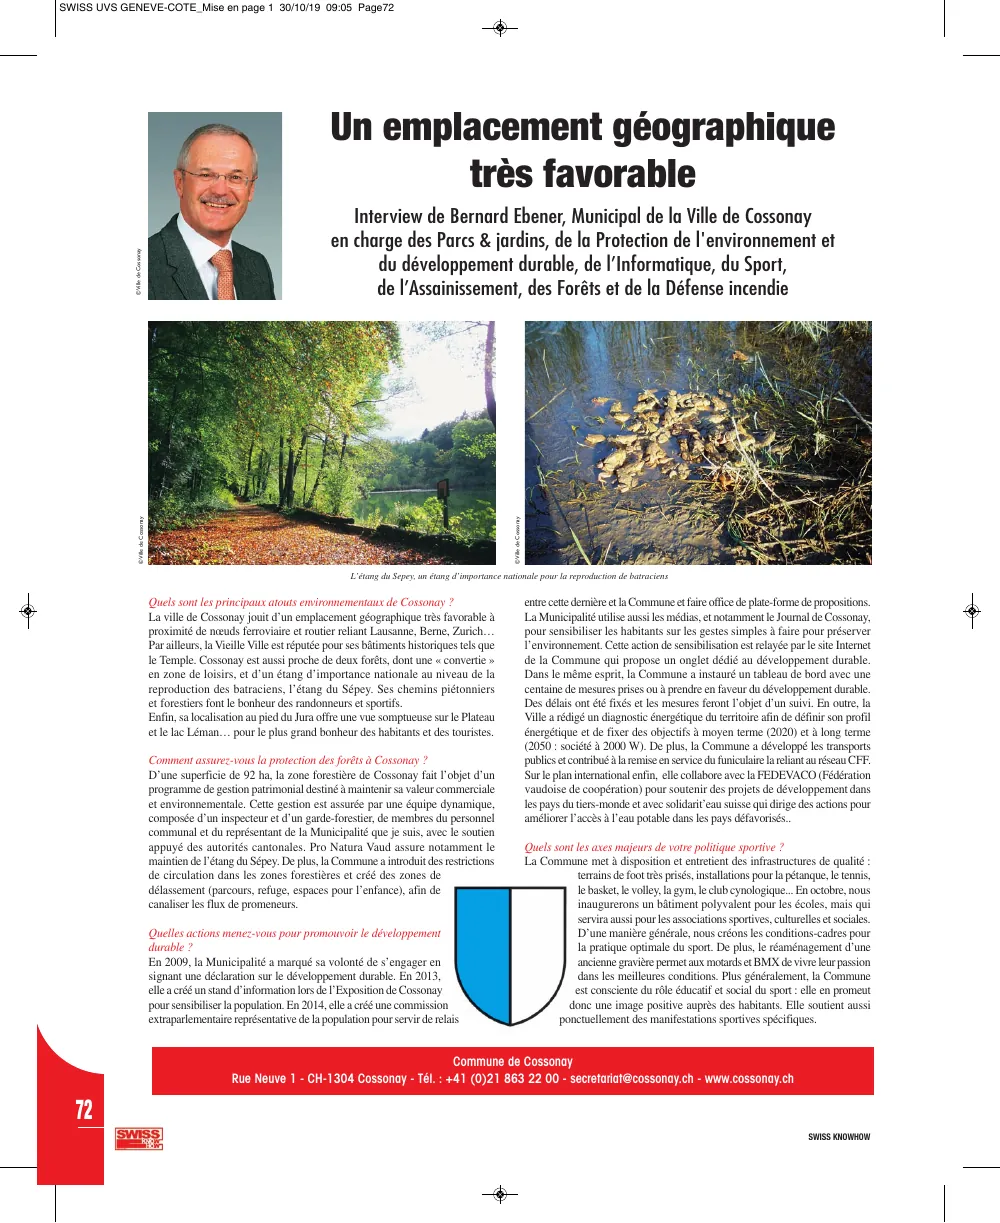 SWISS UVS GENEVE-COTE_Mise en page 1 30/10/19 09:05 Page72
Un emplacement géographique
très favorable
Interview de Bernard Ebener, Municipal de la Ville de Cossonay
en charge des Parcs & jardins, de la Protection de l'environnement et
du développement durable, de l’Informatique, du Sport,
de l’Assainissement, des Forêts et de la Défense incendie
©Ville de Cossonay
©Ville de Cossonay
©Ville de Cossonay
L’étang du Sepey, un étang d’importance nationale pour la reproduction de batraciens
Quels sont les principaux atouts environnementaux de Cossonay ?
La ville de Cossonay jouit d’un emplacement géographique très favorable à
proximité de nœuds ferroviaire et routier reliant Lausanne, Berne, Zurich…
Par ailleurs, la Vieille Ville est réputée pour ses bâtiments historiques tels que
le Temple. Cossonay est aussi proche de deux forêts, dont une « convertie »
en zone de loisirs, et d’un étang d’importance nationale au niveau de la
reproduction des batraciens, l’étang du Sépey. Ses chemins piétonniers
et forestiers font le bonheur des randonneurs et sportifs.
Enfin, sa localisation au pied du Jura offre une vue somptueuse sur le Plateau
et le lac Léman… pour le plus grand bonheur des habitants et des touristes.
Comment assurez-vous la protection des forêts à Cossonay ?
D’une superficie de 92 ha, la zone forestière de Cossonay fait l’objet d’un
programme de gestion patrimonial destiné à maintenir sa valeur commerciale
et environnementale. Cette gestion est assurée par une équipe dynamique,
composée d’un inspecteur et d’un garde-forestier, de membres du personnel
communal et du représentant de la Municipalité que je suis, avec le soutien
appuyé des autorités cantonales. Pro Natura Vaud assure notamment le
maintien de l’étang du Sépey. De plus, la Commune a introduit des restrictions
de circulation dans les zones forestières et créé des zones de
délassement (parcours, refuge, espaces pour l’enfance), afin de
canaliser les flux de promeneurs.
Quelles actions menez-vous pour promouvoir le développement
durable ?
En 2009, la Municipalité a marqué sa volonté de s’engager en
signant une déclaration sur le développement durable. En 2013,
elle a créé un stand d’information lors de l’Exposition de Cossonay
pour sensibiliser la population. En 2014, elle a créé une commission
extraparlementaire représentative de la population pour servir de relais
entre cette dernière et la Commune et faire office de plate-forme de propositions.
La Municipalité utilise aussi les médias, et notamment le Journal de Cossonay,
pour sensibiliser les habitants sur les gestes simples à faire pour préserver
l’environnement. Cette action de sensibilisation est relayée par le site Internet
de la Commune qui propose un onglet dédié au développement durable.
Dans le même esprit, la Commune a instauré un tableau de bord avec une
centaine de mesures prises ou à prendre en faveur du développement durable.
Des délais ont été fixés et les mesures feront l’objet d’un suivi. En outre, la
Ville a rédigé un diagnostic énergétique du territoire afin de définir son profil
énergétique et de fixer des objectifs à moyen terme (2020) et à long terme
(2050 : société à 2000 W). De plus, la Commune a développé les transports
publics et contribué à la remise en service du funiculaire la reliant au réseau CFF.
Sur le plan international enfin, elle collabore avec la FEDEVACO (Fédération
vaudoise de coopération) pour soutenir des projets de développement dans
les pays du tiers-monde et avec solidarit’eau suisse qui dirige des actions pour
améliorer l’accès à l’eau potable dans les pays défavorisés..
Quels sont les axes majeurs de votre politique sportive ?
La Commune met à disposition et entretient des infrastructures de qualité :
terrains de foot très prisés, installations pour la pétanque, le tennis,
le basket, le volley, la gym, le club cynologique... En octobre, nous
inaugurerons un bâtiment polyvalent pour les écoles, mais qui
servira aussi pour les associations sportives, culturelles et sociales.
D’une manière générale, nous créons les conditions-cadres pour
la pratique optimale du sport. De plus, le réaménagement d’une
ancienne gravière permet aux motards et BMX de vivre leur passion
dans les meilleures conditions. Plus généralement, la Commune
est consciente du rôle éducatif et social du sport : elle en promeut
donc une image positive auprès des habitants. Elle soutient aussi
ponctuellement des manifestations sportives spécifiques.
Commune de Cossonay
Rue Neuve 1 - CH-1304 Cossonay - Tél. : +41 (0)21 863 22 00 - secretariat@cossonay.ch - www.cossonay.ch
72
SWISS
KNOW
HOW
SWISS KNOWHOW